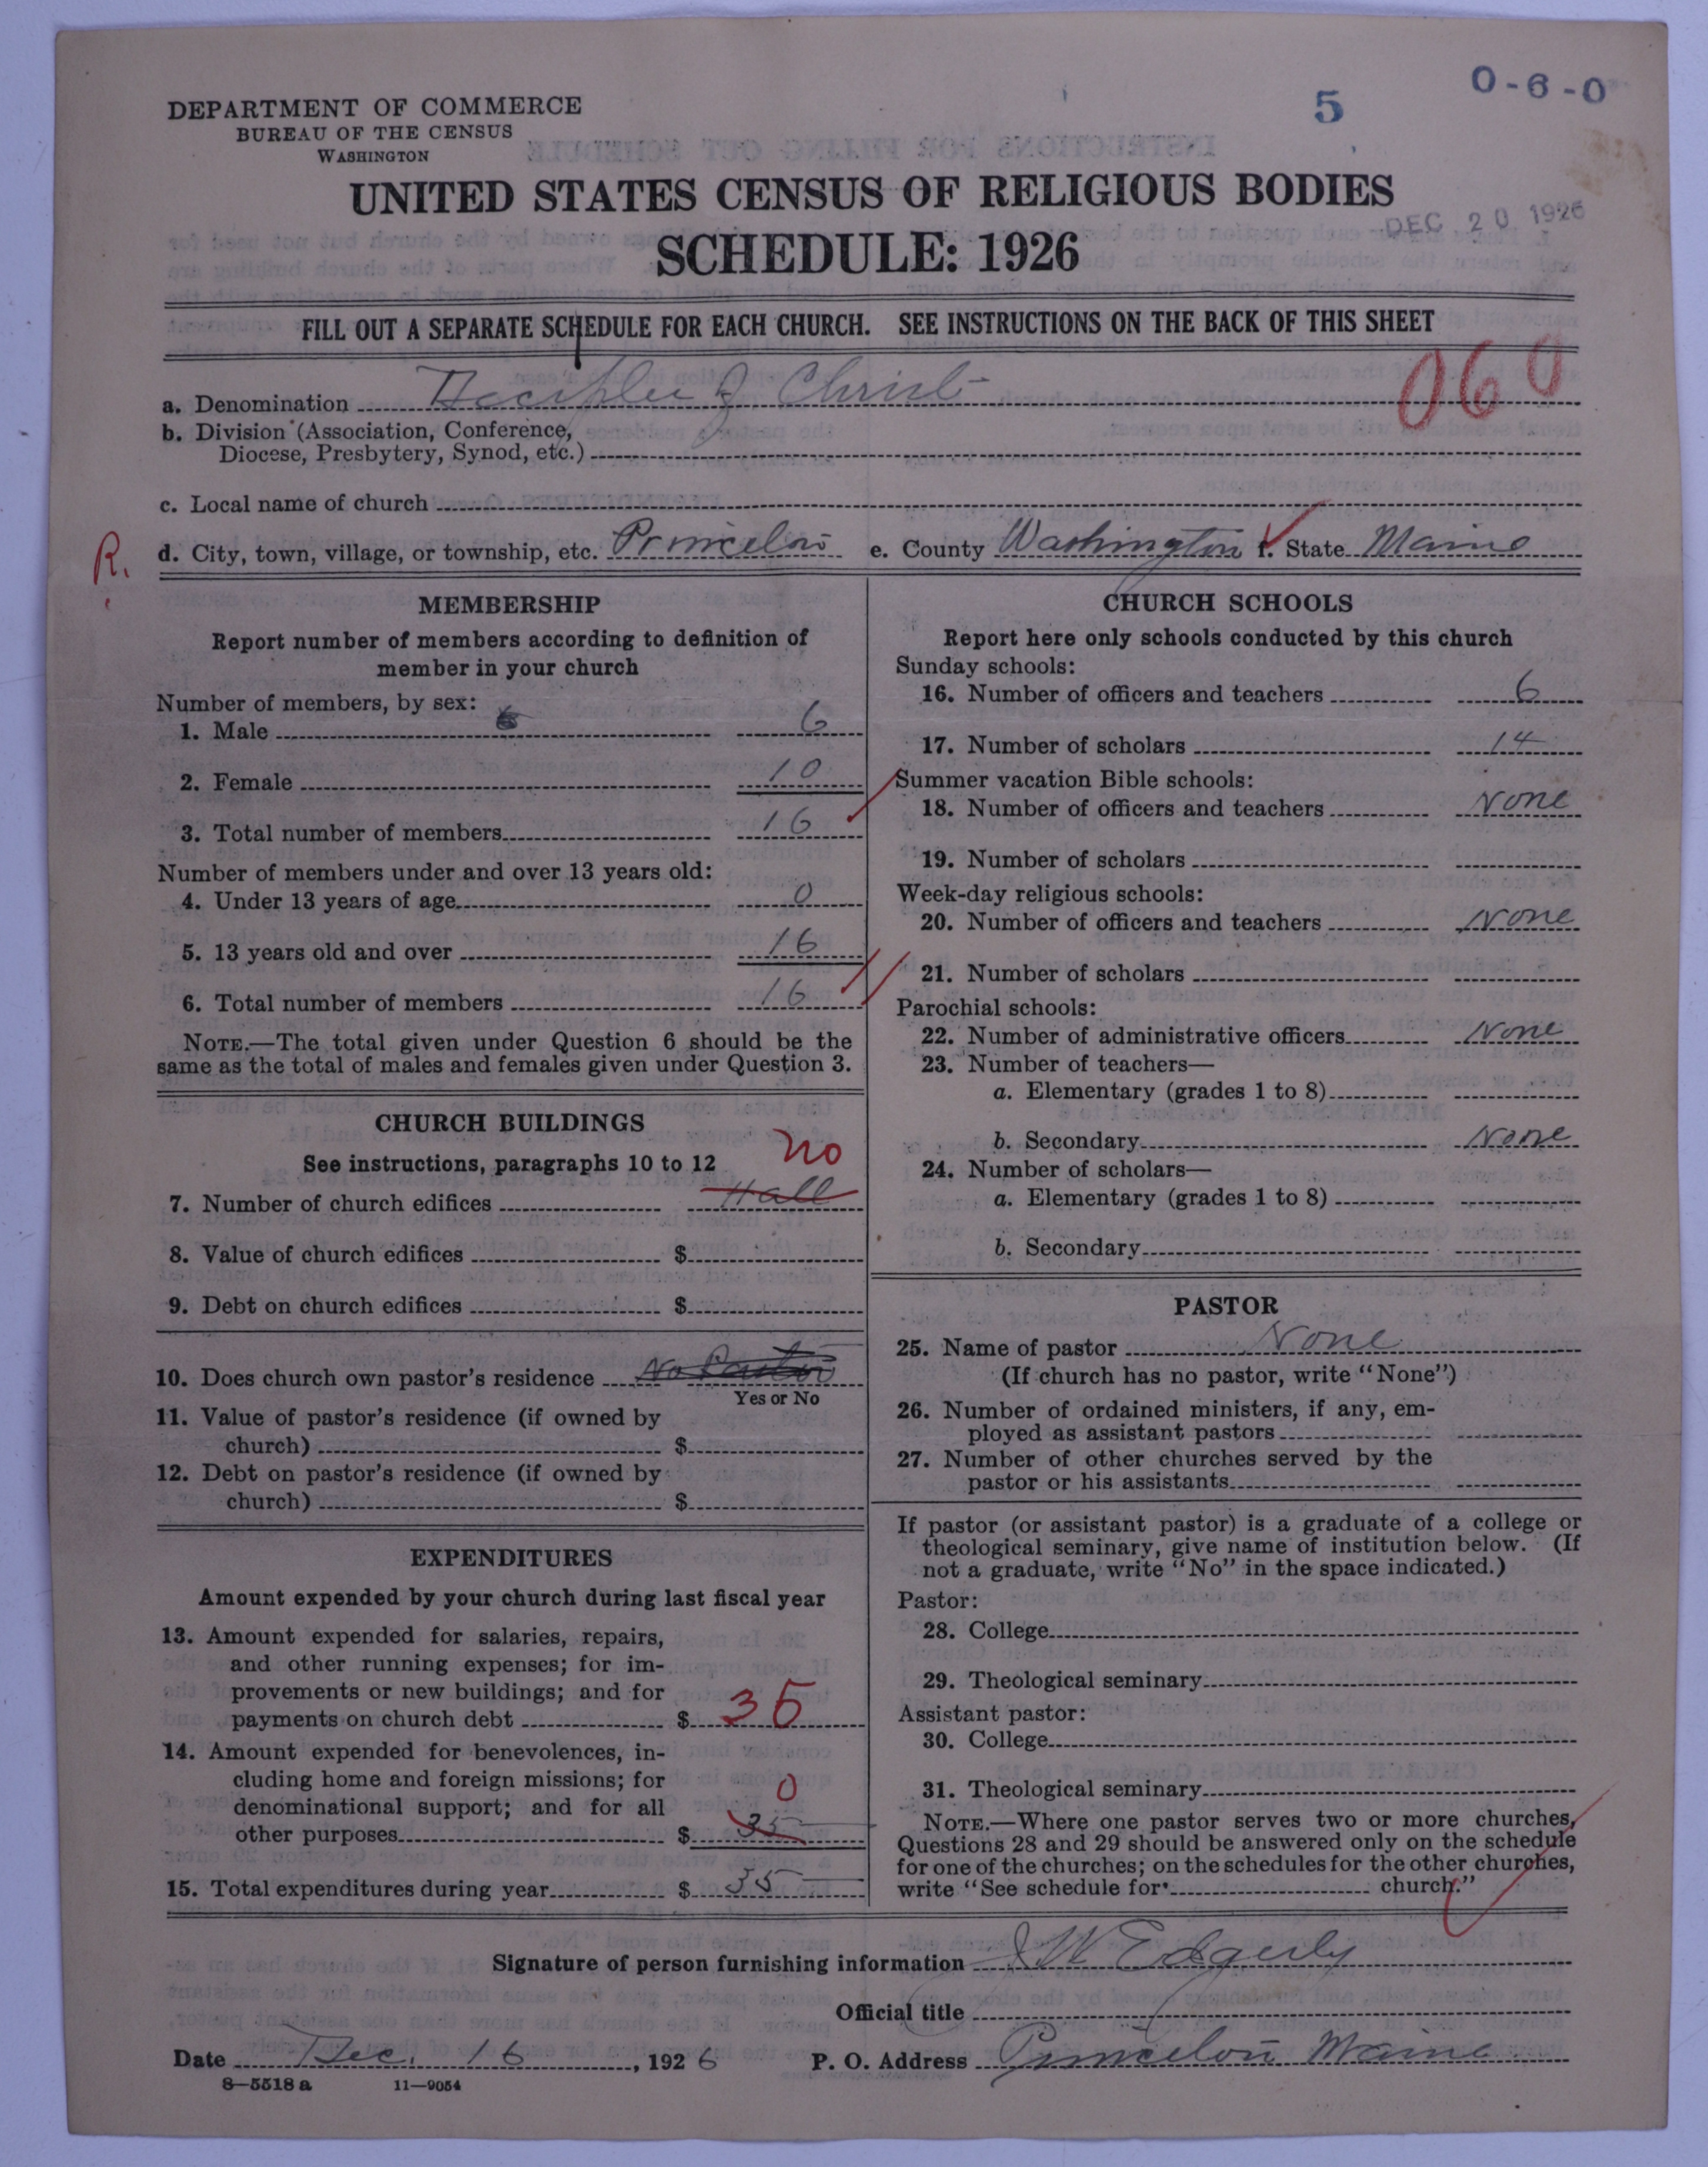 DEPARTMENT OF COMMERCE
BUREAU OF THE CENSUS
WASHINGTON
5
0-6-0
UNITED STATES CENSUS OF RELIGIOUS BODIES
SCHEDULE: 1926
DEC 20 1926
FILL OUT A SEPARATE SCHEDULE FOR EACH CHURCH. SEE INSTRUCTIONS ON THE BACK OF THIS SHEET
060
a. Denomination Christ
b. Division (Association, Conference,
Diocese, Presbytery, Synod, etc.)
c. Local name of church
R. d. City, town, village, or township, etc. Princeton e. County Washington f. State Maine
MEMBERSHIP
Report number of members according to definition of
member in your church
Number of members, by sex:
1. Male 6
2. Female 10
3. Total number of members 16
Number of members under and over 13 years old:
4. Under 13 years of age 0
5. 13 years old and over 16
6. Total number of members 16
NOTE.—The total given under Question 6 should be the
same as the total of males and females given under Question 3.
CHURCH BUILDINGS
See instructions, paragraphs 10 to 12
no
7. Number of church edifices Hall
8. Value of church edifices $
9. Debt on church edifices $
10. Does church own pastor's residence No Pastor
Yes or No
11. Value of pastor's residence (if owned by
church) $
12. Debt on pastor's residence (if owned by
church) $
EXPENDITURES
Amount expended by your church during last fiscal year
13. Amount expended for salaries, repairs,
and other running expenses; for im-
provements or new buildings; and for
payments on church debt $ 35
14. Amount expended for benevolences, in-
cluding home and foreign missions; for
denominational support; and for all
0
other purposes $ 35
15. Total expenditures during year $ 35
CHURCH SCHOOLS
Report here only schools conducted by this church
Sunday schools:
16. Number of officers and teachers 6
17. Number of scholars 14
Summer vacation Bible schools:
18. Number of officers and teachers None
19. Number of scholars
Week-day religious schools:
20. Number of officers and teachers None
21. Number of scholars
Parochial schools:
22. Number of administrative officers None
23. Number of teachers—
a. Elementary (grades 1 to 8)
b. Secondary None
24. Number of scholars—
a. Elementary (grades 1 to 8)
b. Secondary
PASTOR
25. Name of pastor None
(If church has no pastor, write "None")
26. Number of ordained ministers, if any, em-
ployed as assistant pastors
27. Number of other churches served by the
pastor or his assistants
If pastor (or assistant pastor) is a graduate of a college or
theological seminary, give name of institution below. (If
not a graduate, write "No" in the space indicated.)
Pastor:
28. College
29. Theological seminary
Assistant pastor:
30. College
31. Theological seminary
NOTE.—Where one pastor serves two or more churches,
Questions 28 and 29 should be answered only on the schedule
for one of the churches; on the schedules for the other churches,
write "See schedule for church."
Signature of person furnishing information J W Edgerly
Official title
Date Dec. 16, 1926 P. O. Address Princeton Maine
8—5518 a 11—9054